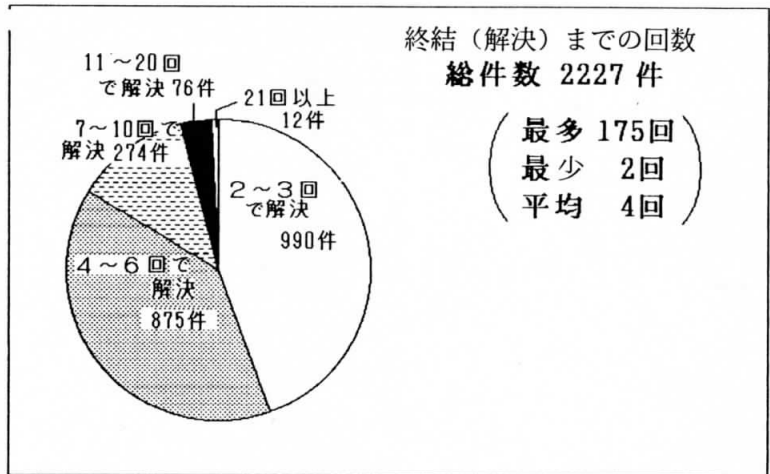 終結（解決）までの回数
総件数 2227 件
最多 175回
最少 2回
平均 4回
11～20回
で解決 76件
21回以上
12件
7～10回で
解決 274件
2～3回
で解決
990件
4～6回で
解決
875件